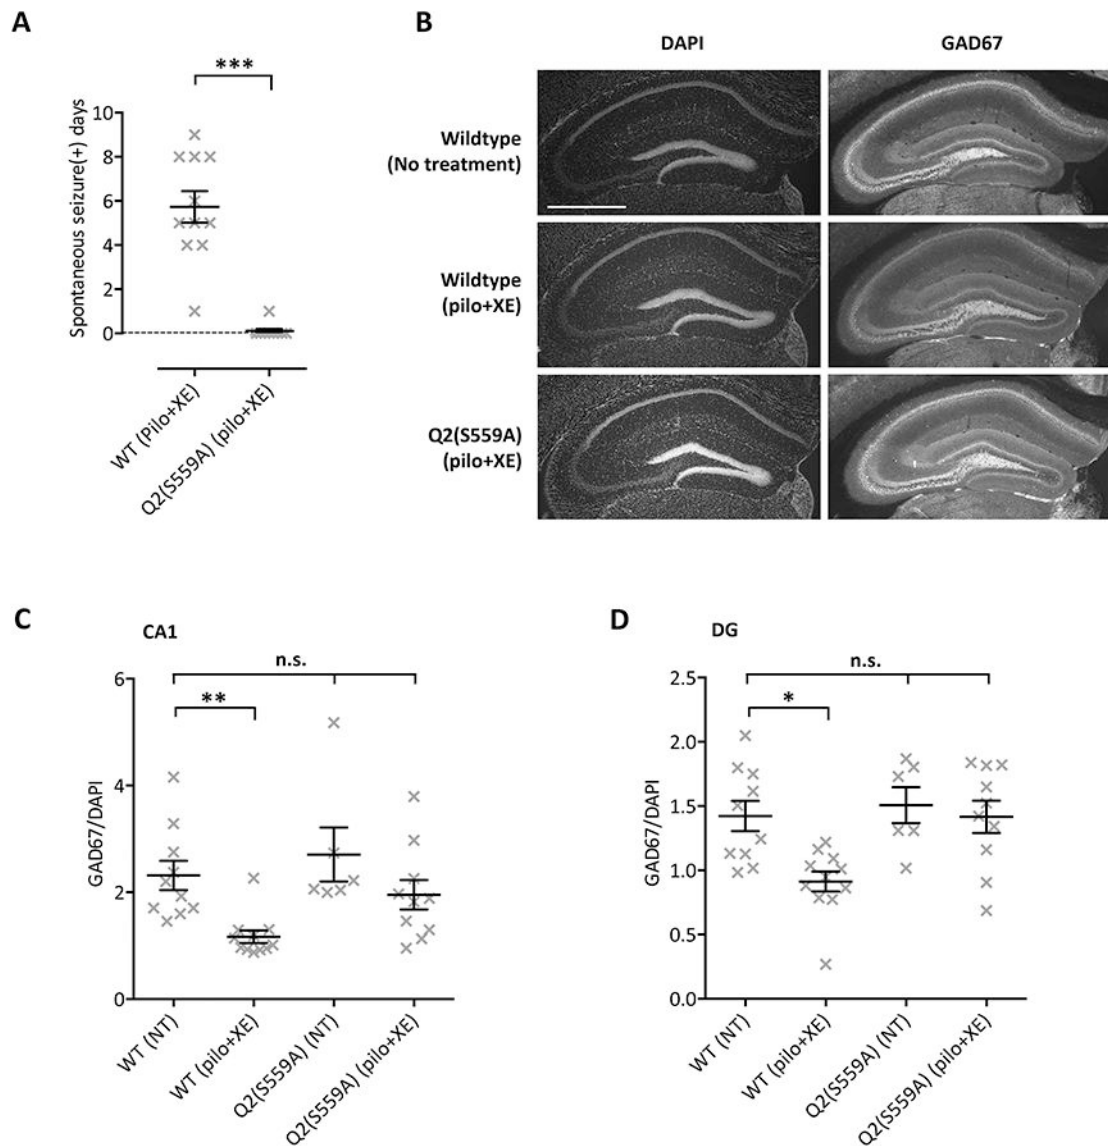 A
***
Spontaneous seizure(+) days
10
8
6
4
2
0
WT (Pilo+XE)
Q2(S559A) (pilo+XE)
B
DAPI
GAD67
Wildtype
(No treatment)
Wildtype
(pilo+XE)
Q2(S559A)
(pilo+XE)
C
CA1
n.s.
**
GAD67/DAPI
6
4
2
0
WT (NT)
WT (pilo+XE)
Q2(S559A) (NT)
Q2(S559A) (pilo+XE)
D
DG
n.s.
*
GAD67/DAPI
2.5
2.0
1.5
1.0
0.5
0.0
WT (NT)
WT (pilo+XE)
Q2(S559A) (NT)
Q2(S559A) (pilo+XE)